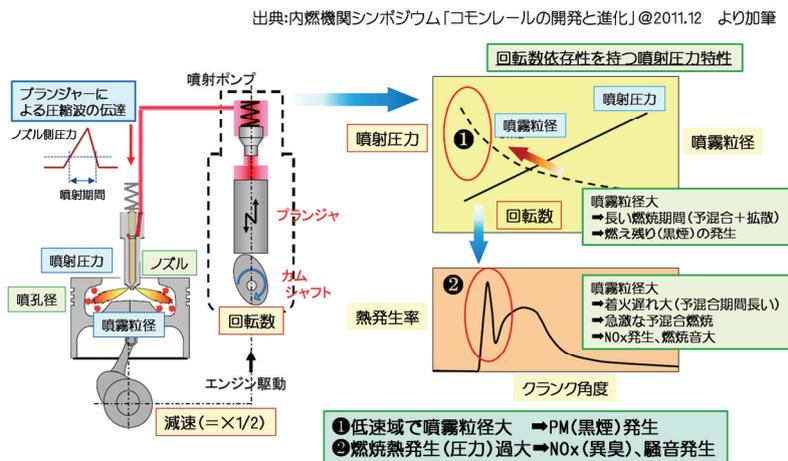 出典:内燃機関シンポジウム「コモンレールの開発と進化」@2011.12　より加筆
噴射ポンプ
プランジャーに
よる圧縮波の伝達
ノズル側圧力
噴射期間
噴射圧力
ノズル
噴孔径
噴霧粒径
プランジャ
カム
シャフト
回転数
エンジン駆動
減速(=×1/2)
回転数依存性を持つ噴射圧力特性
噴射圧力
噴射圧力
噴霧粒径
❶
噴霧粒径
回転数
噴霧粒径大
➡長い燃焼期間(予混合+拡散)
➡燃え残り(黒煙)の発生
❷
熱発生率
噴霧粒径大
➡着火遅れ大(予混合期間長い)
➡急激な予混合燃焼
➡NOx発生、燃焼音大
クランク角度
❶低速域で噴霧粒径大　➡PM(黒煙)発生
❷燃焼熱発生(圧力)過大➡NOx(異臭)、騒音発生